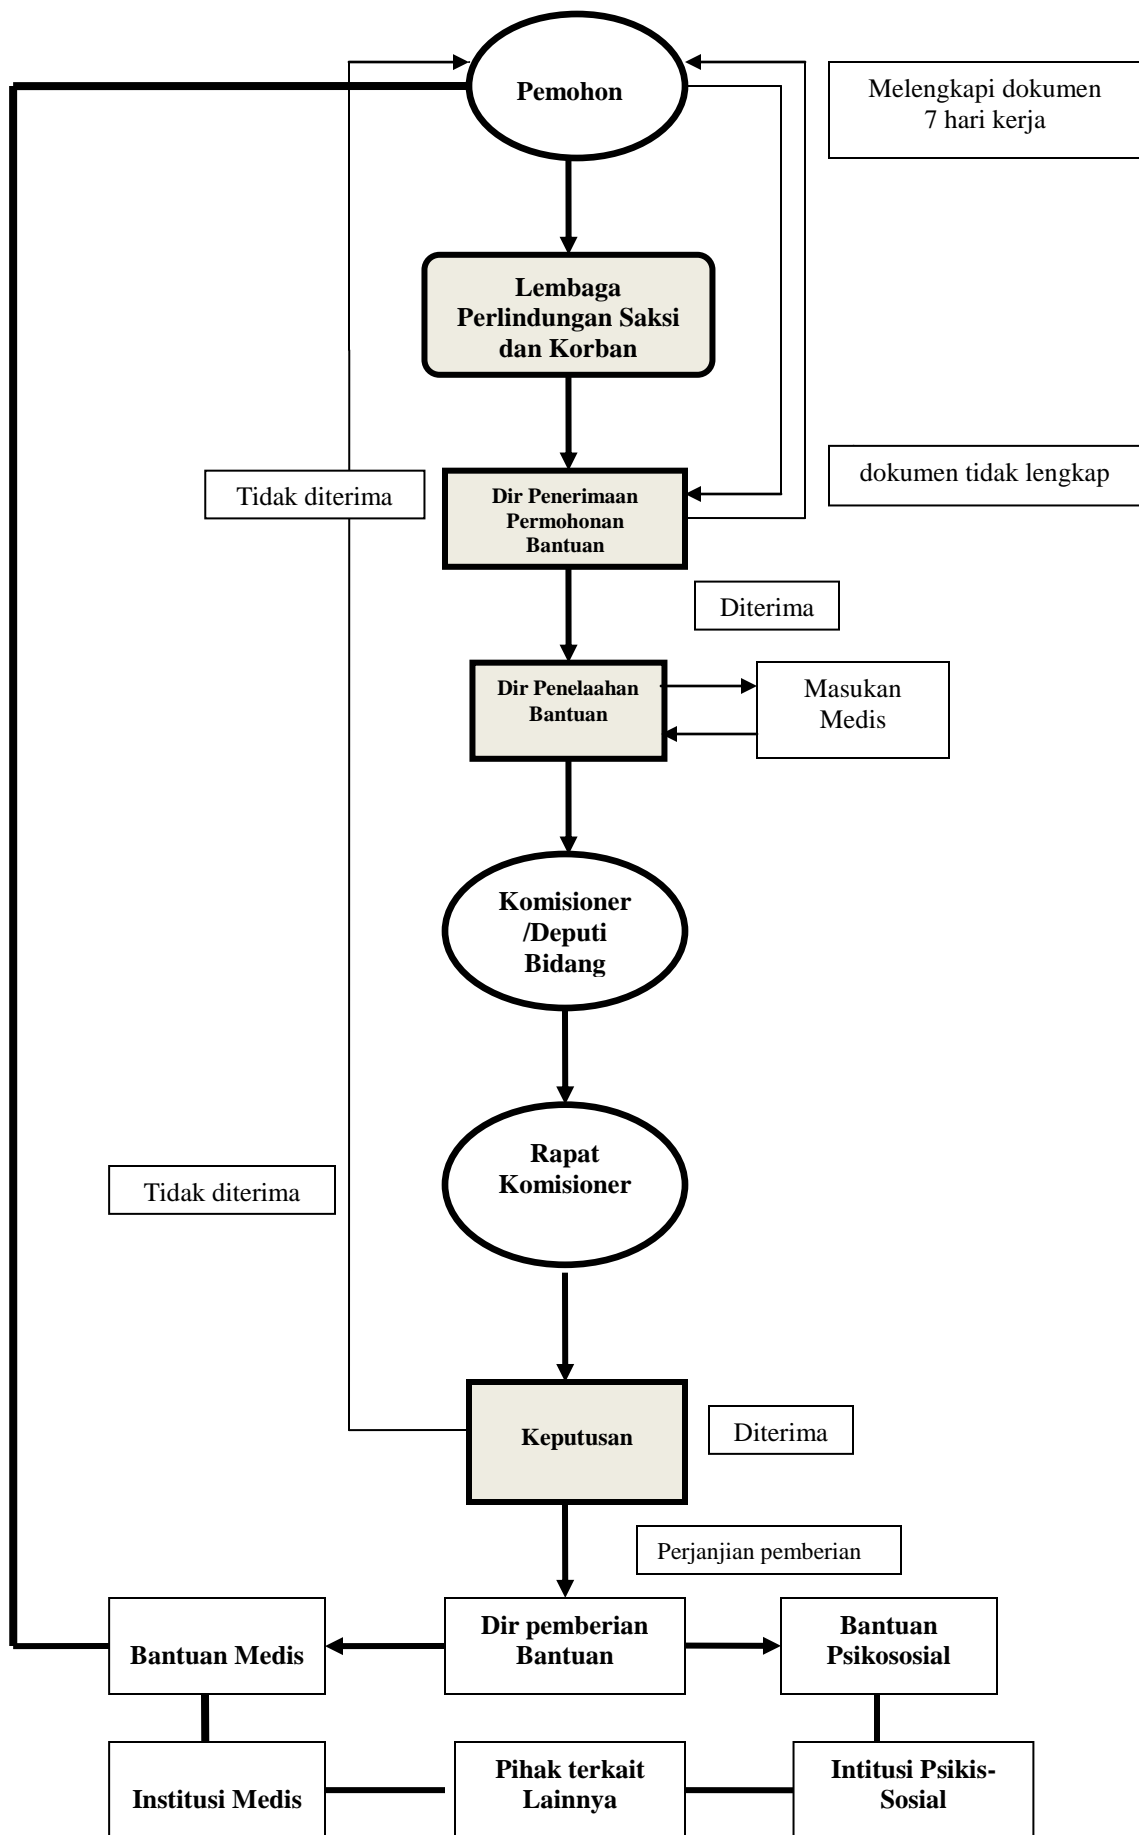 Pemohon
Melengkapi dokumen
7 hari kerja
Lembaga
Perlindungan Saksi
dan Korban
Tidak diterima
Dir Penerimaan
Permohonan
Bantuan
dokumen tidak lengkap
Diterima
Dir Penelaahan
Bantuan
Masukan
Medis
Komisioner
/Deputi
Bidang
Rapat
Komisioner
Tidak diterima
Keputusan
Diterima
Perjanjian pemberian
Bantuan Medis
Dir pemberian
Bantuan
Bantuan
Psikososial
Institusi Medis
Pihak terkait
Lainnya
Intitusi Psikis-
Sosial